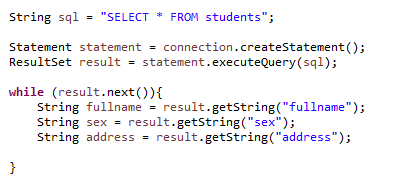 String sql = "SELECT * FROM students";
Statement statement = connection.createStatement();
ResultSet result = statement.executeQuery(sql);
while (result.next()){
String fullname = result.getString("fullname");
String sex = result.getString("sex");
String address = result.getString("address");
}